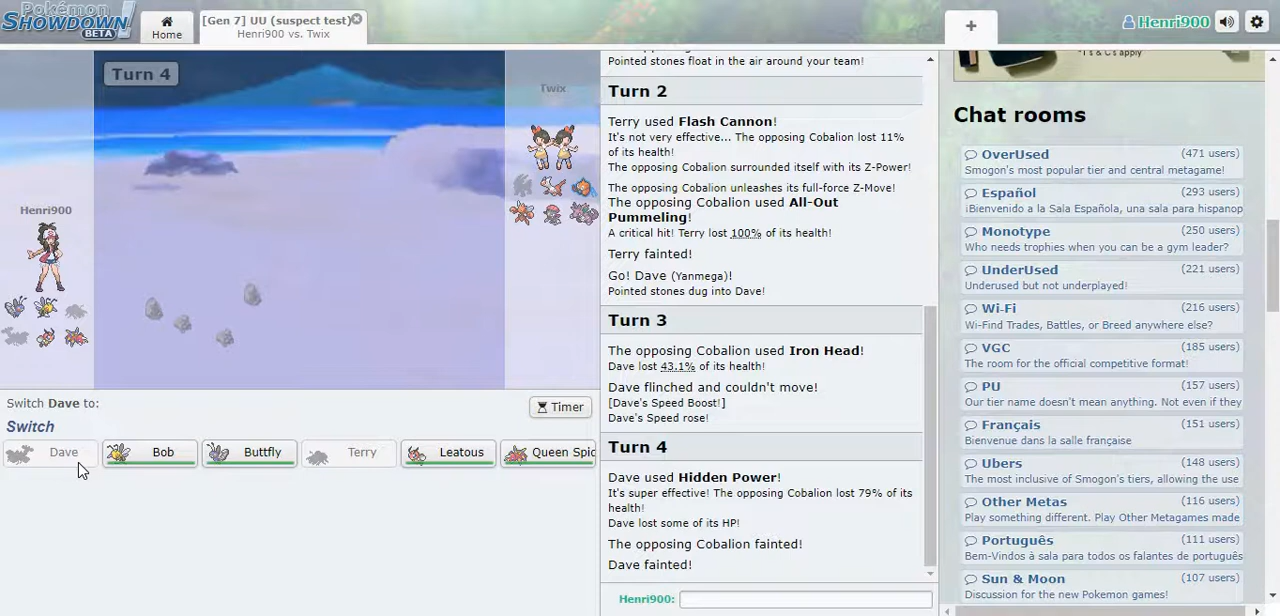 Pokémon
SHOWDOWN!
BETA
Home
[Gen 7] UU (suspect test)
Henri900 vs. Twix
+
Henri900
Turn 4
Twix
Henri900
Switch Dave to:
Timer
Switch
Dave
Bob
Buttfly
Terry
Leatous
Queen Spic
Pointed stones float in the air around your team!
Turn 2
Terry used Flash Cannon!
It's not very effective... The opposing Cobalion lost 11%
of its health!
The opposing Cobalion surrounded itself with its Z-Power!
The opposing Cobalion unleashes its full-force Z-Move!
The opposing Cobalion used All-Out
Pummeling!
A critical hit! Terry lost 100% of its health!
Terry fainted!
Go! Dave (Yanmega)!
Pointed stones dug into Dave!
Turn 3
The opposing Cobalion used Iron Head!
Dave lost 43.1% of its health!
Dave flinched and couldn't move!
[Dave's Speed Boost!]
Dave's Speed rose!
Turn 4
Dave used Hidden Power!
It's super effective! The opposing Cobalion lost 79% of its
health!
Dave lost some of its HP!
The opposing Cobalion fainted!
Dave fainted!
Henri900:
*T's & C's apply
Chat rooms
OverUsed (471 users)
Smogon's most popular tier and central metagame!
Español (293 users)
¡Bienvenido a la Sala Española, una sala para hispanop
Monotype (250 users)
Who needs trophies when you can be a gym leader?
UnderUsed (221 users)
Underused but not underplayed!
Wi-Fi (216 users)
Wi-Find Trades, Battles, or Breed anywhere else?
VGC (185 users)
The room for the official competitive format!
PU (157 users)
Our tier name doesn't mean anything. Not even if they
Français (151 users)
Bienvenue dans la salle française
Ubers (148 users)
The most inclusive of Smogon's tiers, allowing the use
Other Metas (116 users)
Play something different. Play Other Metagames made
Português (111 users)
Bem-Vindos à sala para todos os falantes de português
Sun & Moon (107 users)
Discussion for the new Pokemon games!